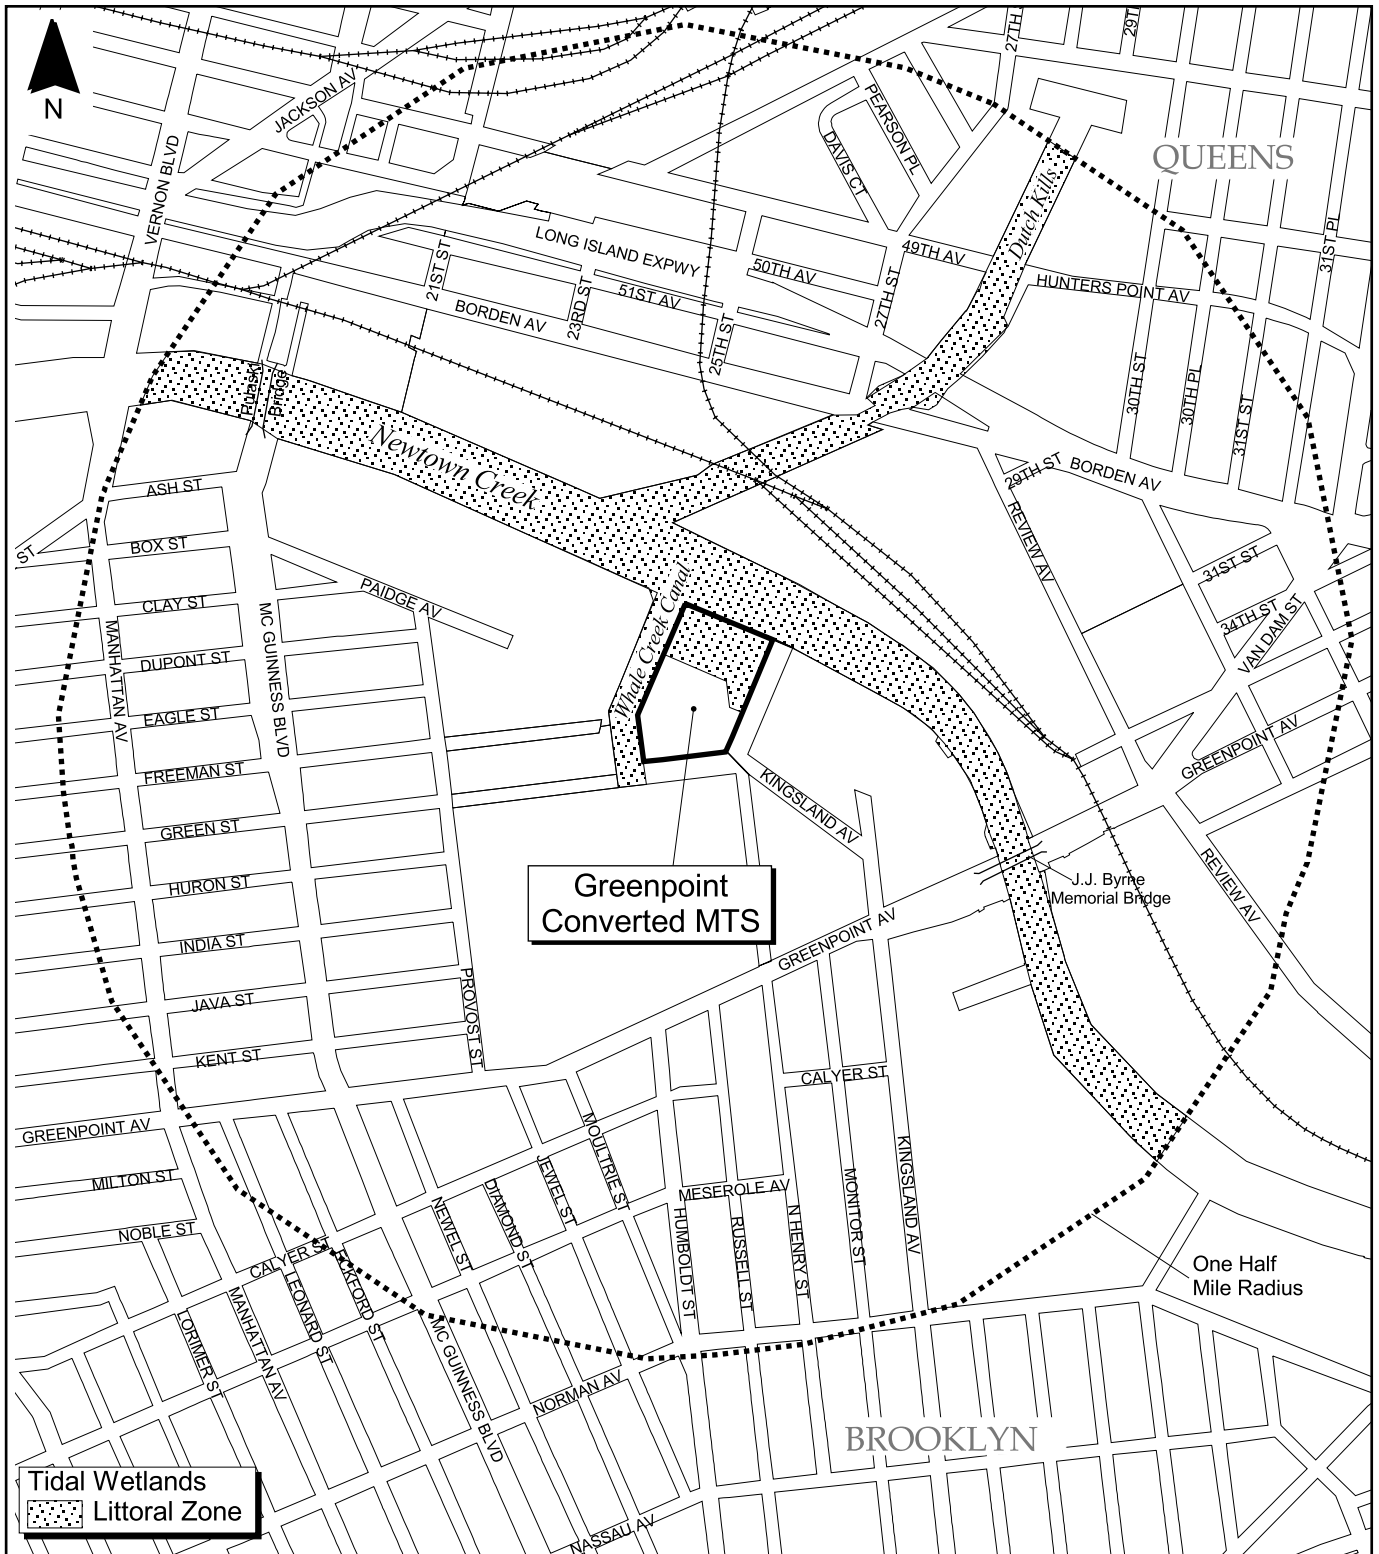 N
JACKSON AV
VERNON BLVD
27TH
29TH
PEARSON PL
DAVIS CT
QUEENS
Dutch Kills
31ST PL
LONG ISLAND EXPWY
49TH AV
50TH AV
HUNTERS POINT AV
21ST ST
23RD ST
51ST AV
27TH ST
BORDEN AV
25TH ST
30TH ST
30TH PL
31ST ST
Bridge
Newtown Creek
29TH ST
BORDEN AV
REVIEW AV
ASH ST
ST
BOX ST
PAIDGE AV
CLAY ST
Whale Creek Canal
31ST ST
34TH ST
VAN DAM ST
MANHATTAN AV
MC GUINNESS BLVD
DUPONT ST
EAGLE ST
GREENPOINT AV
FREEMAN ST
KINGSLAND AV
GREEN ST
HURON ST
Greenpoint
Converted MTS
J.J. Byrne
Memorial Bridge
REVIEW AV
INDIA ST
GREENPOINT AV
JAVA ST
PROVOST ST
KENT ST
CALYER ST
GREENPOINT AV
MOULTRIE ST
MILTON ST
JEWEL ST
DIAMOND ST
NEWEL ST
MESEROLE AV
KINGSLAND AV
MONITOR ST
N HENRY ST
RUSSELL ST
HUMBOLDT ST
NOBLE ST
CALYER ST
One Half
Mile Radius
LEONARD ST
MANHATTAN AV
LORIMER ST
MC GUINNESS BLVD
NORMAN AV
BROOKLYN
Tidal Wetlands
Littoral Zone
NASSAU AV